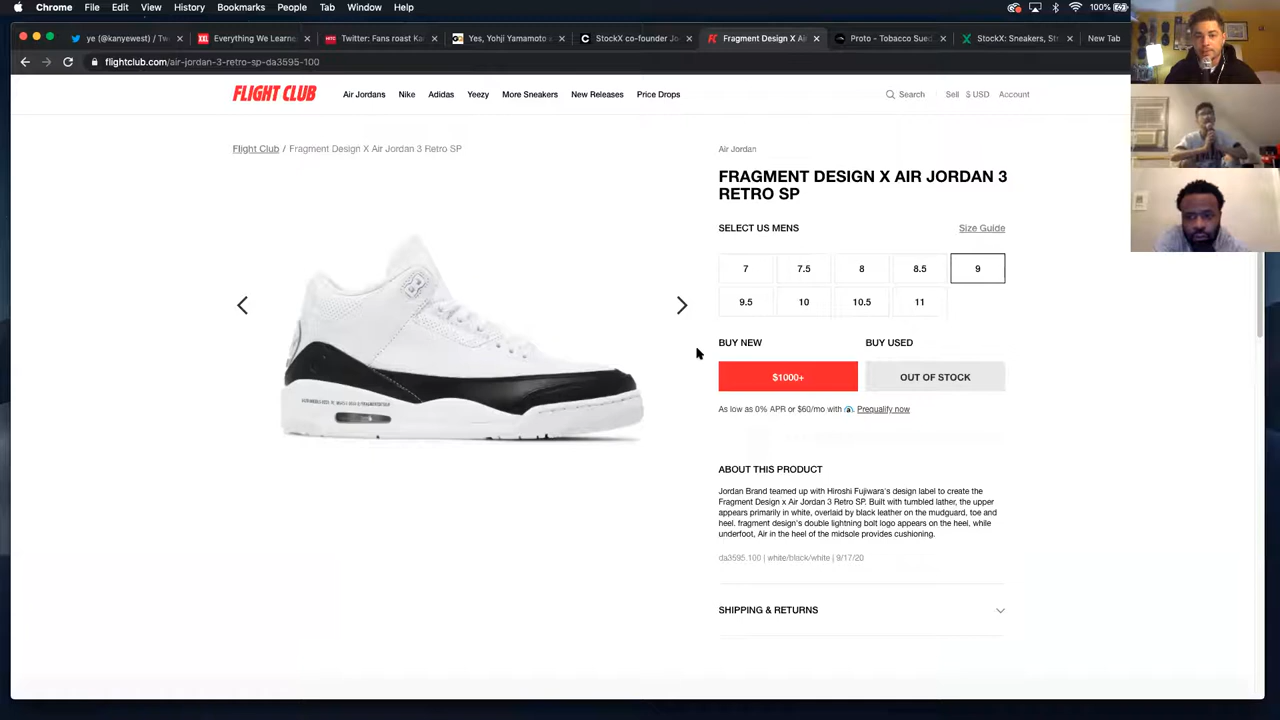 Chrome File Edit View History Bookmarks People Tab Window Help 100%
ye (@kanyewest)
Everything We Learne
Twitter: Fans roast Ka
Yes, Yohji Yamamoto s
StockX co-founder Jo
Fragment Design X Air
Proto - Tobacco Sued
StockX: Sneakers, Str
New Tab
flightclub.com/air-jordan-3-retro-sp-da3595-100
FLIGHT CLUB
Air Jordans Nike Adidas Yeezy More Sneakers New Releases Price Drops
Search Sell $ USD Account
Flight Club / Fragment Design X Air Jordan 3 Retro SP
Air Jordan
FRAGMENT DESIGN X AIR JORDAN 3
RETRO SP
SELECT US MENS Size Guide
7 7.5 8 8.5 9
9.5 10 10.5 11
BUY NEW BUY USED
$1000+ OUT OF STOCK
As low as 0% APR or $60/mo with Prequalify now
ABOUT THIS PRODUCT
Jordan Brand teamed up with Hiroshi Fujiwara's design label to create the
Fragment Design x Air Jordan 3 Retro SP. Built with tumbled lather, the upper
appears primarily in white, overlaid by black leather on the mudguard, toe and
heel. fragment design's double lightning bolt logo appears on the heel, while
underfoot, Air in the heel of the midsole provides cushioning.
da3595.100 | white/black/white | 9/17/20
SHIPPING & RETURNS